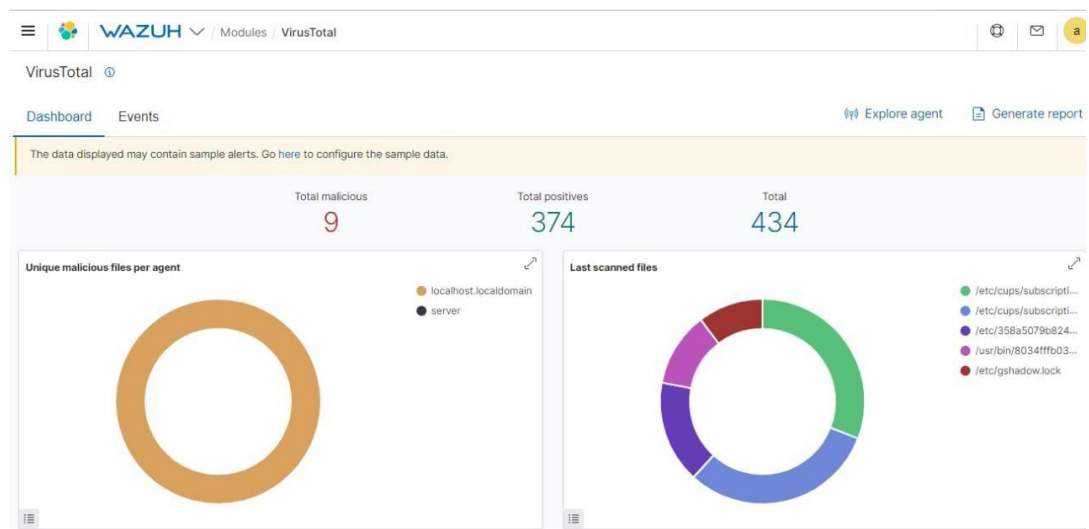 WAZUH / Modules / VirusTotal
a
VirusTotal
Dashboard Events
Explore agent Generate report
The data displayed may contain sample alerts. Go here to configure the sample data.
Total malicious
9
Total positives
374
Total
434
Unique malicious files per agent
localhost.localdomain
server
Last scanned files
/etc/cups/subscripti...
/etc/cups/subscripti...
/etc/358a5079b824...
/usr/bin/8034fffb03...
/etc/gshadow.lock